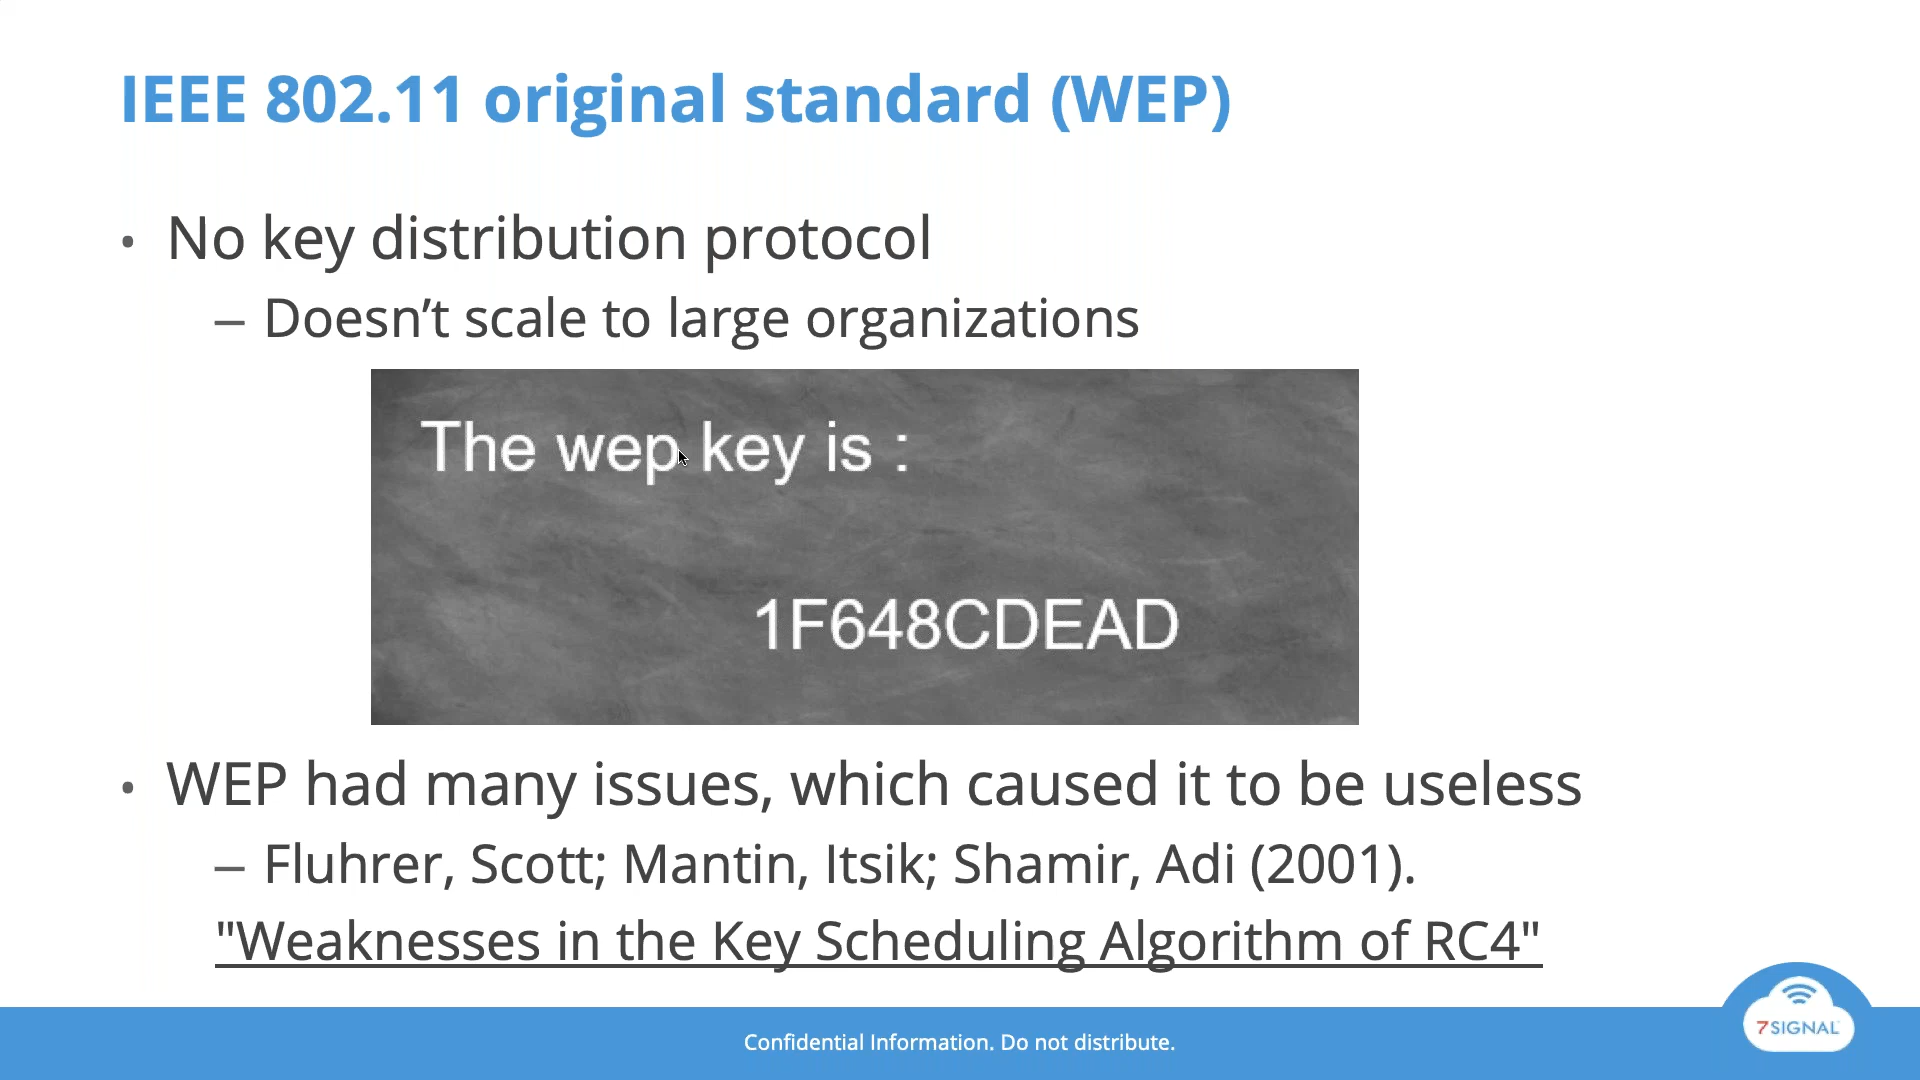 IEEE 802.11 original standard (WEP)
• No key distribution protocol
– Doesn’t scale to large organizations
The wep key is :
1F648CDEAD
• WEP had many issues, which caused it to be useless
– Fluhrer, Scott; Mantin, Itsik; Shamir, Adi (2001).
"Weaknesses in the Key Scheduling Algorithm of RC4"
Confidential Information. Do not distribute.
7SIGNAL